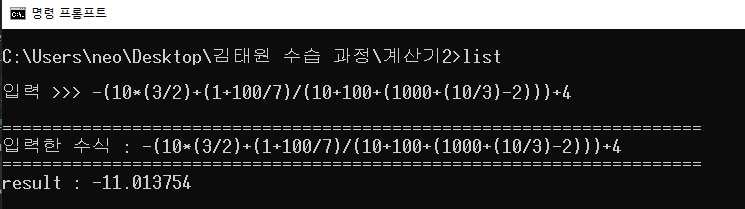 명령 프롬프트
C:\Users\neo\Desktop\김태원 수습 과정\계산기2>list
입력 >>> -(10*(3/2)+(1+100/7)/(10+100+(1000+(10/3)-2)))+4
======================================================================
입력한 수식 : -(10*(3/2)+(1+100/7)/(10+100+(1000+(10/3)-2)))+4
======================================================================
result : -11.013754